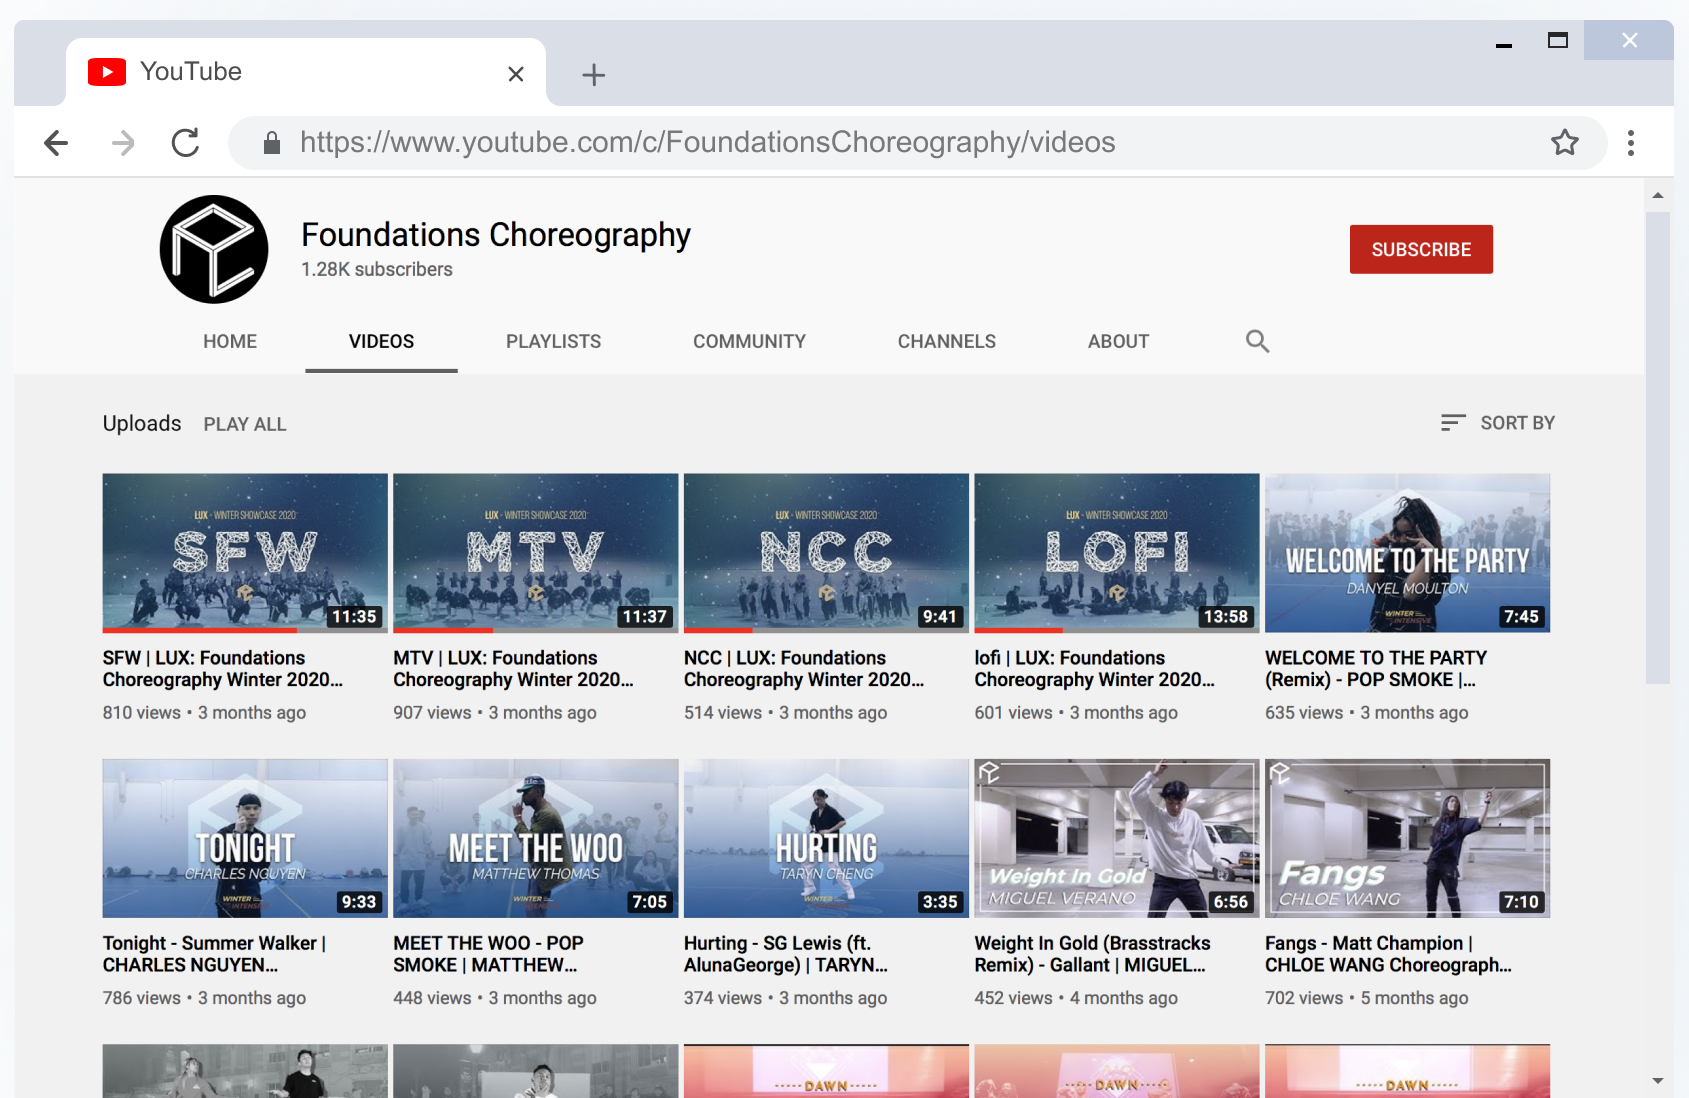 YouTube
https://www.youtube.com/c/FoundationsChoreography/videos
Foundations Choreography
1.28K subscribers
SUBSCRIBE
HOME VIDEOS PLAYLISTS COMMUNITY CHANNELS ABOUT
Uploads PLAY ALL SORT BY
LUX - WINTER SHOWCASE 2020
SFW
11:35
LUX - WINTER SHOWCASE 2020
MTV
11:37
LUX - WINTER SHOWCASE 2020
NCC
9:41
LUX - WINTER SHOWCASE 2020
LOFI
13:58
WELCOME TO THE PARTY
DANYEL MOULTON
WINTER
INTENSIVE
7:45
SFW | LUX: Foundations
Choreography Winter 2020...
810 views • 3 months ago
MTV | LUX: Foundations
Choreography Winter 2020...
907 views • 3 months ago
NCC | LUX: Foundations
Choreography Winter 2020...
514 views • 3 months ago
lofi | LUX: Foundations
Choreography Winter 2020...
601 views • 3 months ago
WELCOME TO THE PARTY
(Remix) - POP SMOKE |...
635 views • 3 months ago
TONIGHT
CHARLES NGUYEN
WINTER
INTENSIVE
9:33
MEET THE WOO
MATTHEW THOMAS
WINTER
INTENSIVE
7:05
HURTING
TARYN CHENG
WINTER
INTENSIVE
3:35
Weight In Gold
MIGUEL VERANO
6:56
Fangs
CHLOE WANG
7:10
Tonight - Summer Walker |
CHARLES NGUYEN...
786 views • 3 months ago
MEET THE WOO - POP
SMOKE | MATTHEW...
448 views • 3 months ago
Hurting - SG Lewis (ft.
AlunaGeorge) | TARYN...
374 views • 3 months ago
Weight In Gold (Brasstracks
Remix) - Gallant | MIGUEL...
452 views • 4 months ago
Fangs - Matt Champion |
CHLOE WANG Choreograph...
702 views • 5 months ago
DAWN
DAWN
DAWN